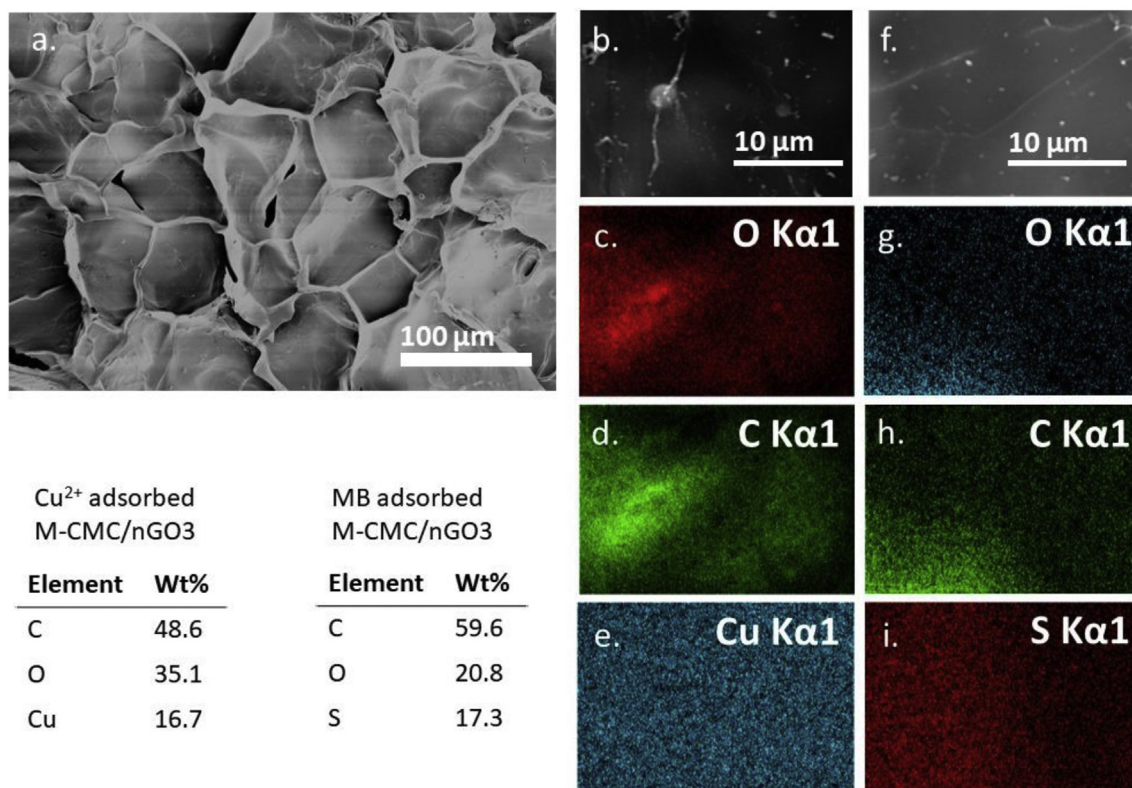 a.
100 µm
b.
10 µm
f.
10 µm
c.
O Kα1
g.
O Kα1
d.
C Kα1
h.
C Kα1
e.
Cu Kα1
i.
S Kα1
Cu²⁺ adsorbed
M-CMC/nGO3
Element Wt%
C 48.6
O 35.1
Cu 16.7
MB adsorbed
M-CMC/nGO3
Element Wt%
C 59.6
O 20.8
S 17.3